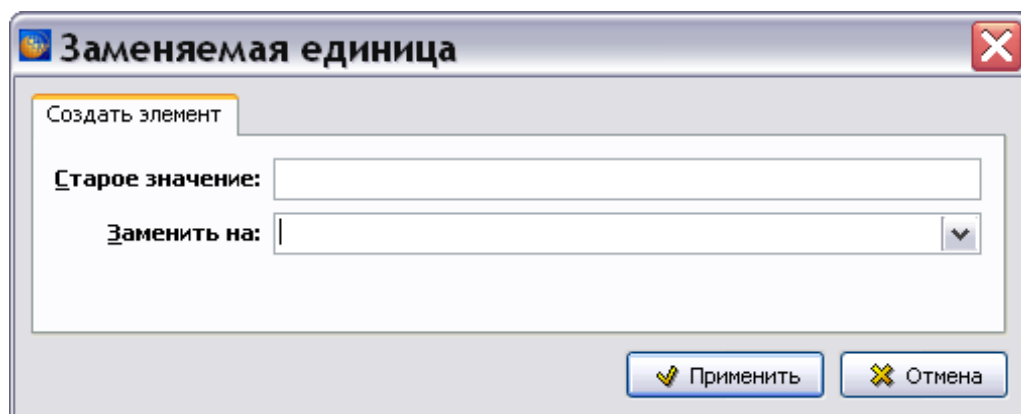 Заменяемая единица
Создать элемент
Старое значение:
Заменить на:
Применить Отмена